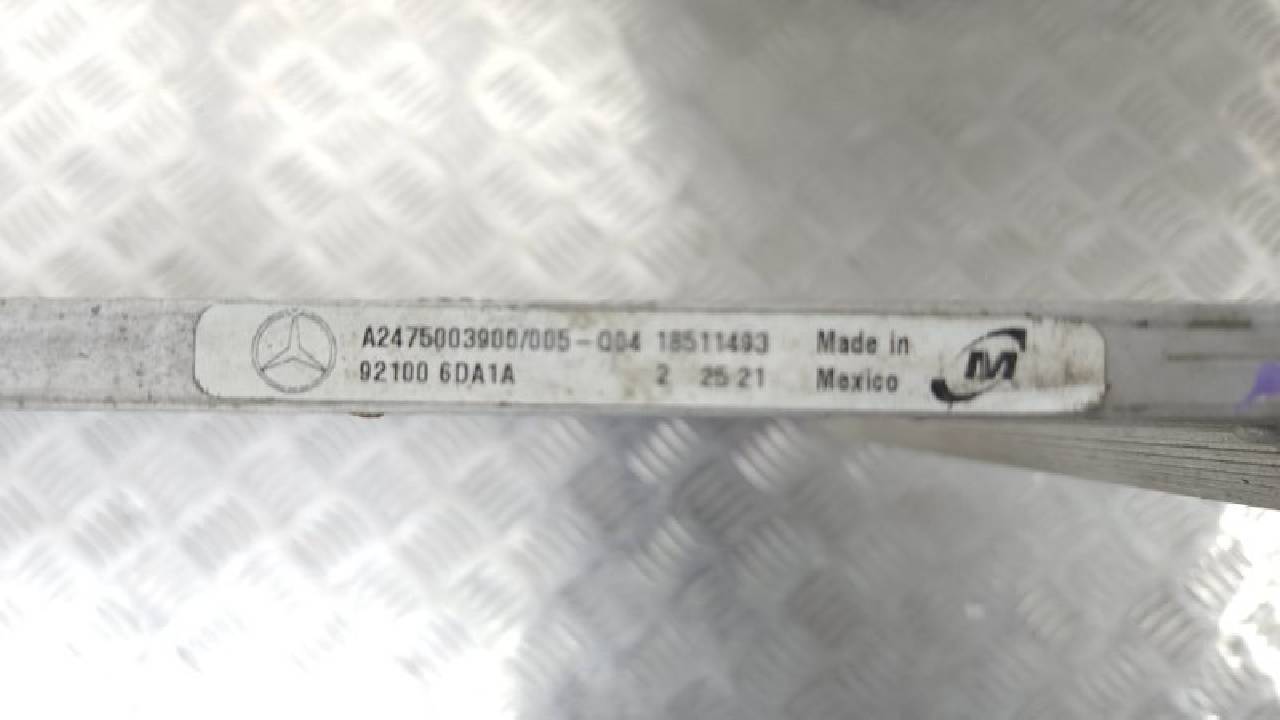 A2475003900/005-Q04 18511493 Made in
92100 6DA1A 2 25 21 Mexico
M